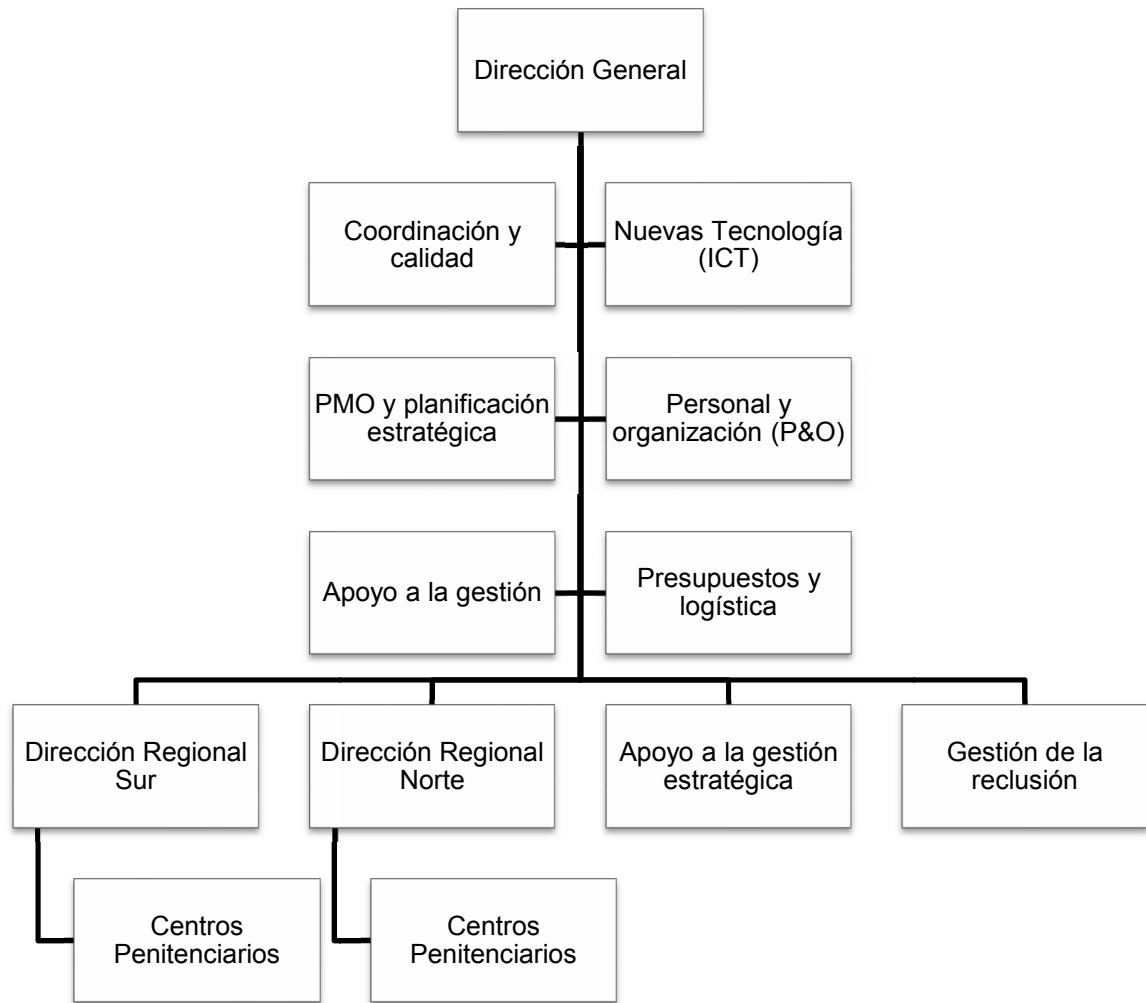 Dirección General
Coordinación y
calidad
Nuevas Tecnología
(ICT)
PMO y planificación
estratégica
Personal y
organización (P&O)
Apoyo a la gestión
Presupuestos y
logística
Dirección Regional
Sur
Dirección Regional
Norte
Apoyo a la gestión
estratégica
Gestión de la
reclusión
Centros
Penitenciarios
Centros
Penitenciarios